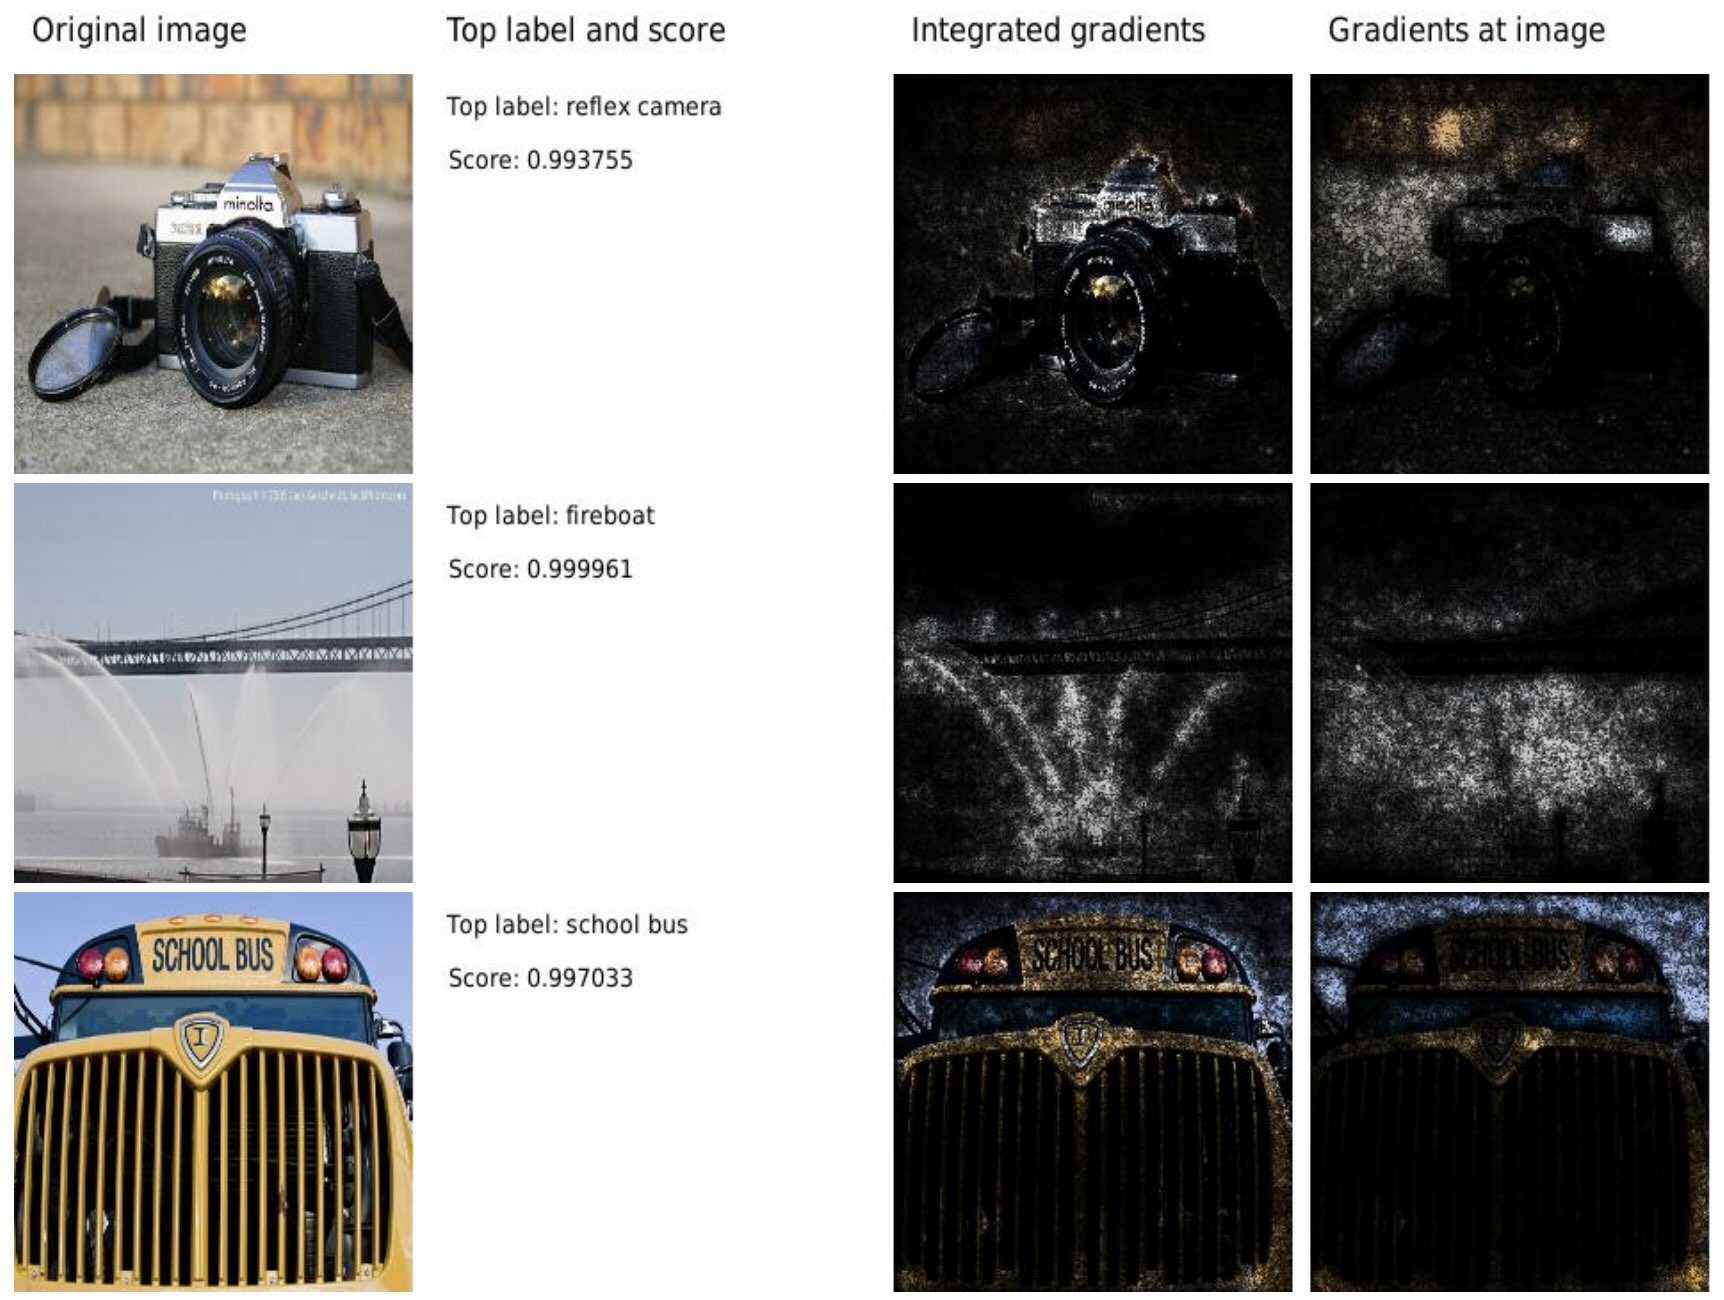 Original image
Top label and score
Integrated gradients
Gradients at image
Top label: reflex camera
Score: 0.993755
minolta
minolta
Top label: fireboat
Score: 0.999961
Top label: school bus
Score: 0.997033
SCHOOL BUS
SCHOOL BUS
SCHOOL BUS
I
I